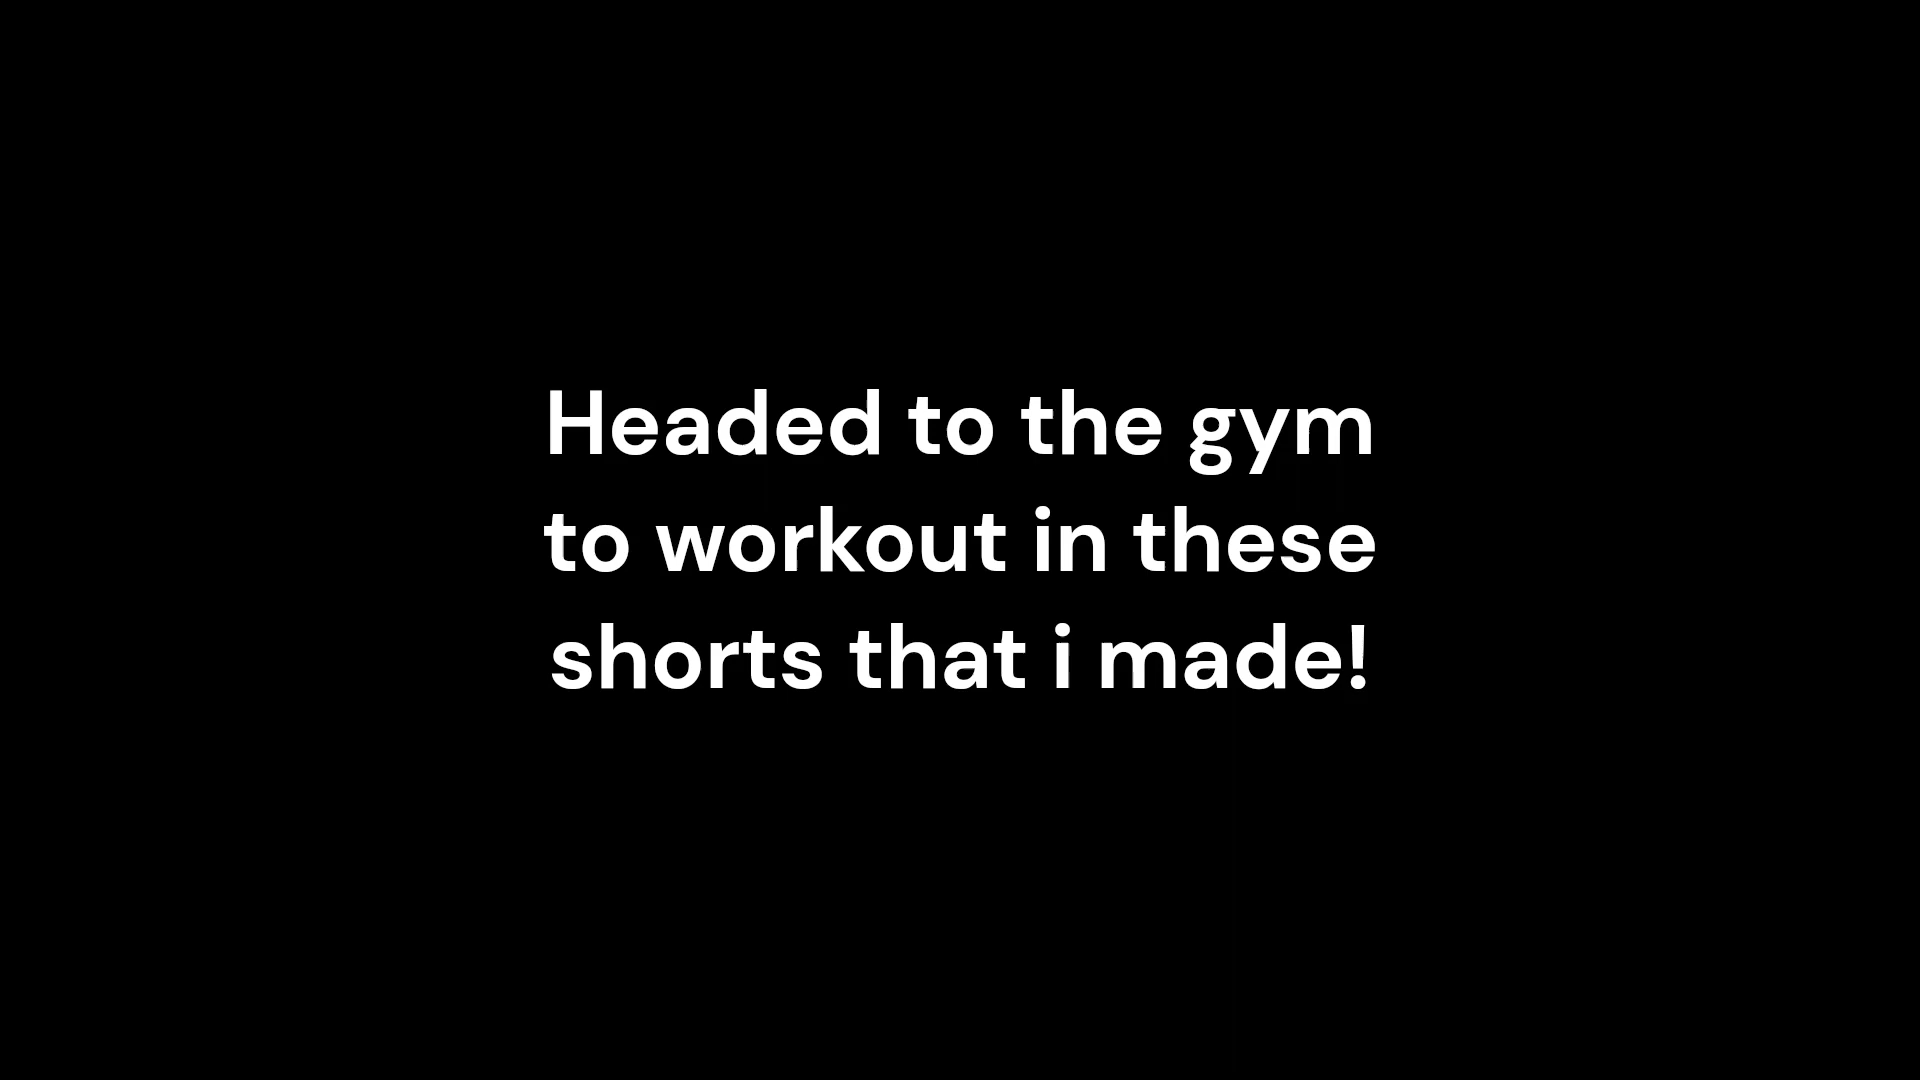 Headed to the gym
to workout in these
shorts that i made!